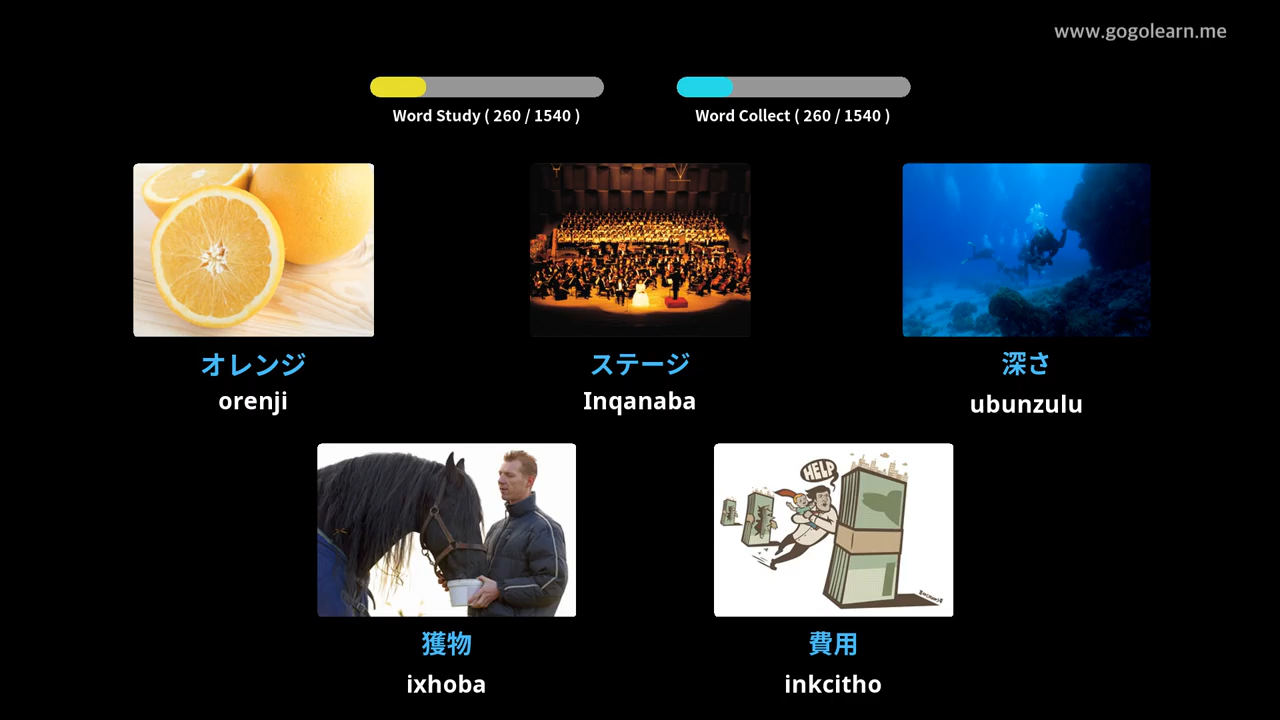 www.gogolearn.me
Word Study ( 260 / 1540 )
Word Collect ( 260 / 1540 )
オレンジ
orenji
ステージ
Inqanaba
深さ
ubunzulu
獲物
ixhoba
HELP
費用
inkcitho